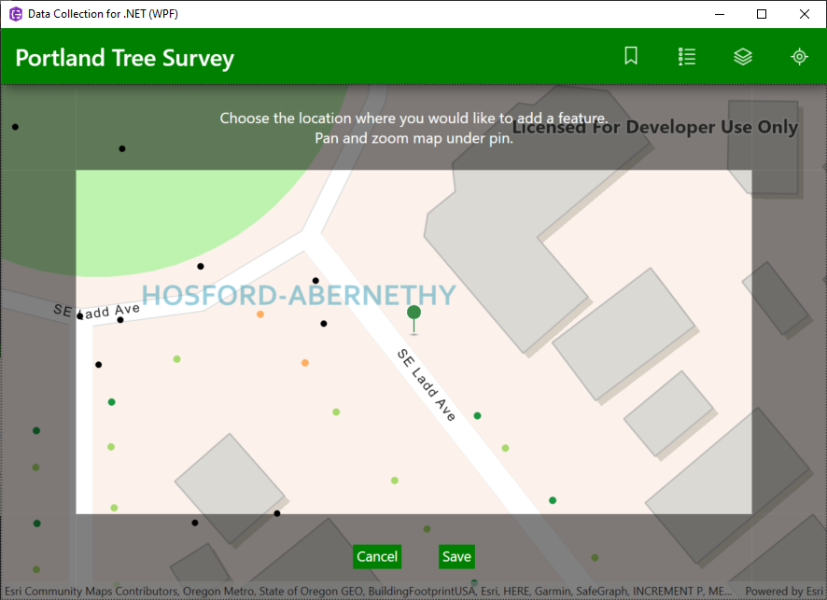 Data Collection for .NET (WPF)
Portland Tree Survey
Choose the location where you would like to add a feature.
Licensed For Developer Use Only
Pan and zoom map under pin.
HOSFORD-ABERNETHY
SE Ladd Ave
SE Ladd Ave
Cancel Save
Esri Community Maps Contributors, Oregon Metro, State of Oregon GEO, BuildingFootprintUSA, Esri, HERE, Garmin, SafeGraph, INCREMENT P, ME... Powered by Esri